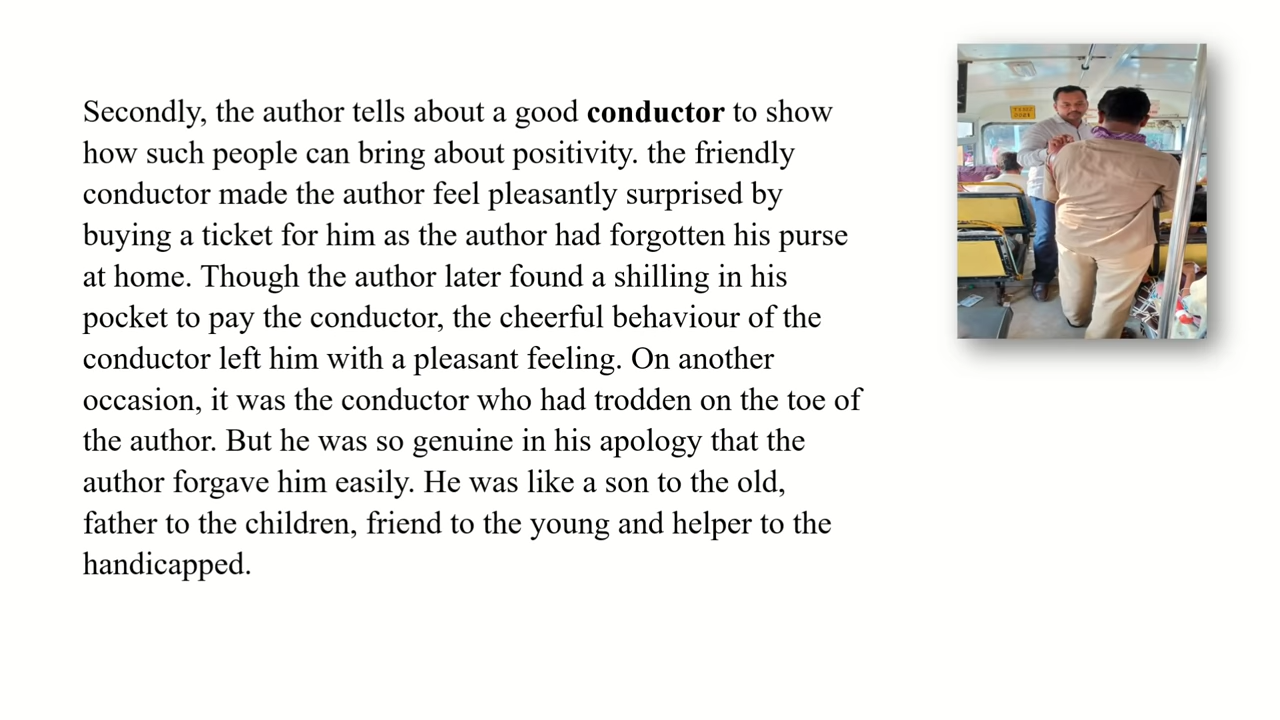 Secondly, the author tells about a good conductor to show
how such people can bring about positivity. the friendly
conductor made the author feel pleasantly surprised by
buying a ticket for him as the author had forgotten his purse
at home. Though the author later found a shilling in his
pocket to pay the conductor, the cheerful behaviour of the
conductor left him with a pleasant feeling. On another
occasion, it was the conductor who had trodden on the toe of
the author. But he was so genuine in his apology that the
author forgave him easily. He was like a son to the old,
father to the children, friend to the young and helper to the
handicapped.